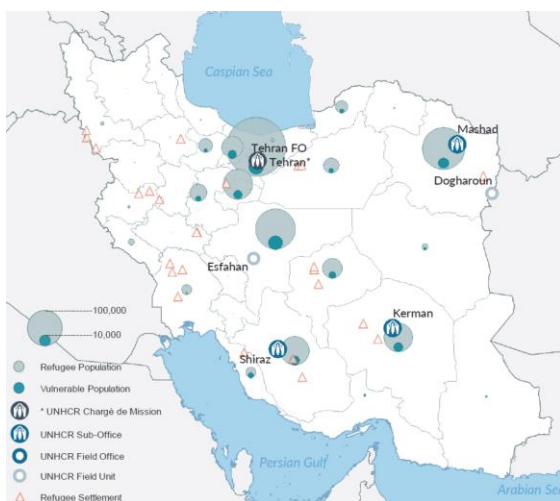 Caspian Sea
Mashad
Tehran FO
Tehran*
Dogharoun
Esfahan
Kerman
Shiraz
100,000
10,000
Refugee Population
Vulnerable Population
* UNHCR Chargé de Mission
UNHCR Sub-Office
UNHCR Field Office
UNHCR Field Unit
Refugee Settlement
Persian Gulf
Arabian Se